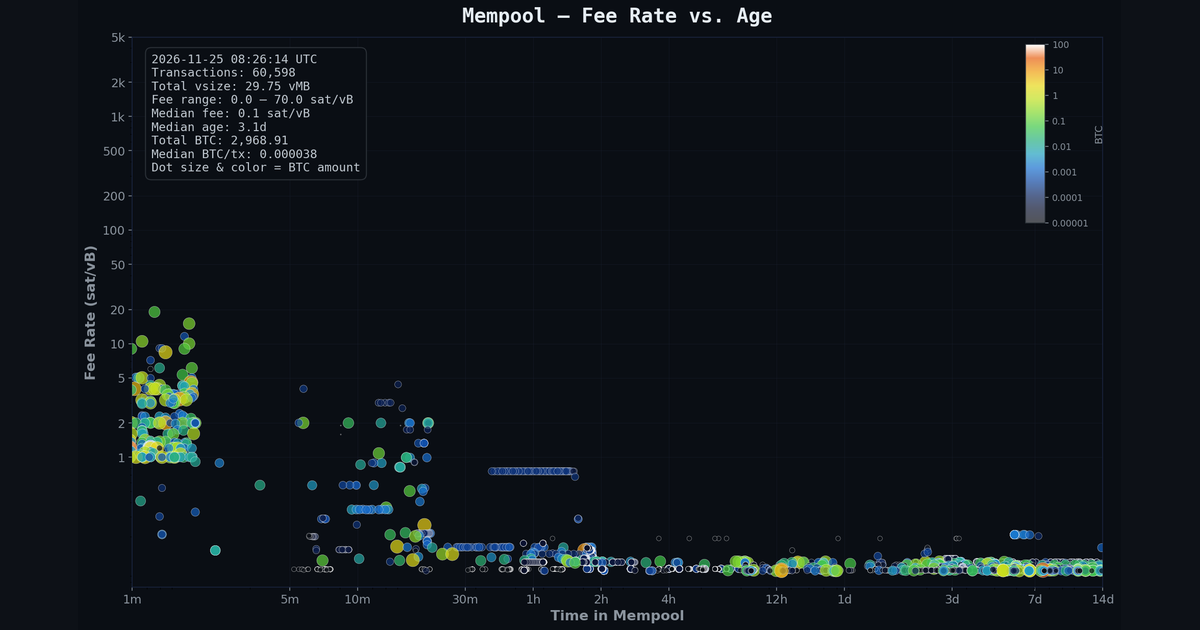 Mempool — Fee Rate vs. Age
5k
2k
1k
500
200
100
50
20
10
5
2
1
Fee Rate (sat/vB)
2026-11-25 08:26:14 UTC
Transactions: 60,598
Total vsize: 29.75 vMB
Fee range: 0.0 – 70.0 sat/vB
Median fee: 0.1 sat/vB
Median age: 3.1d
Total BTC: 2,968.91
Median BTC/tx: 0.000038
Dot size & color = BTC amount
100
10
1
0.1
0.01
0.001
0.0001
0.00001
BTC
1m 5m 10m 30m 1h 2h 4h 12h 1d 3d 7d 14d
Time in Mempool